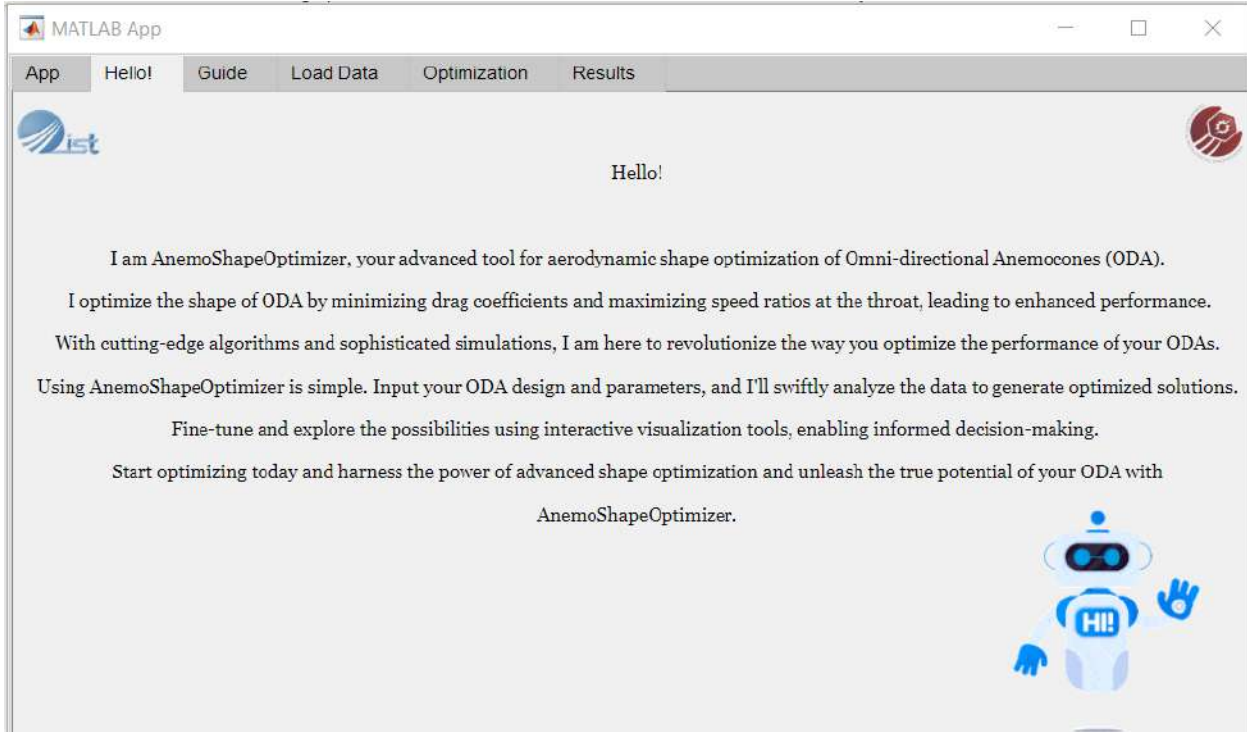 MATLAB App
App Hello! Guide Load Data Optimization Results
ist
Hello!
I am AnemoShapeOptimizer, your advanced tool for aerodynamic shape optimization of Omni-directional Anemocones (ODA).
I optimize the shape of ODA by minimizing drag coefficients and maximizing speed ratios at the throat, leading to enhanced performance.
With cutting-edge algorithms and sophisticated simulations, I am here to revolutionize the way you optimize the performance of your ODAs.
Using AnemoShapeOptimizer is simple. Input your ODA design and parameters, and I'll swiftly analyze the data to generate optimized solutions.
Fine-tune and explore the possibilities using interactive visualization tools, enabling informed decision-making.
Start optimizing today and harness the power of advanced shape optimization and unleash the true potential of your ODA with
AnemoShapeOptimizer.
HI!